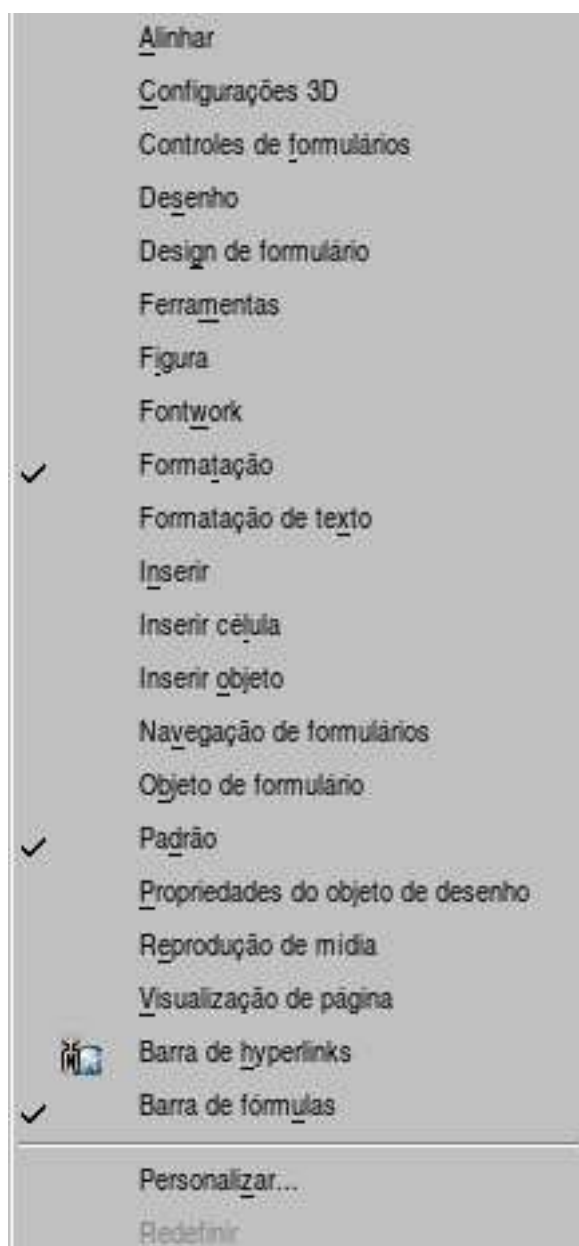 Alinhar
Configurações 3D
Controles de formulários
Desenho
Design de formulário
Ferramentas
Figura
Fontwork
Formatação
Formatação de texto
Inserir
Inserir célula
Inserir objeto
Navegação de formulários
Objeto de formulário
Padrão
Propriedades do objeto de desenho
Reprodução de mídia
Visualização de página
Barra de hyperlinks
Barra de fórmulas
Personalizar...
Redefinir